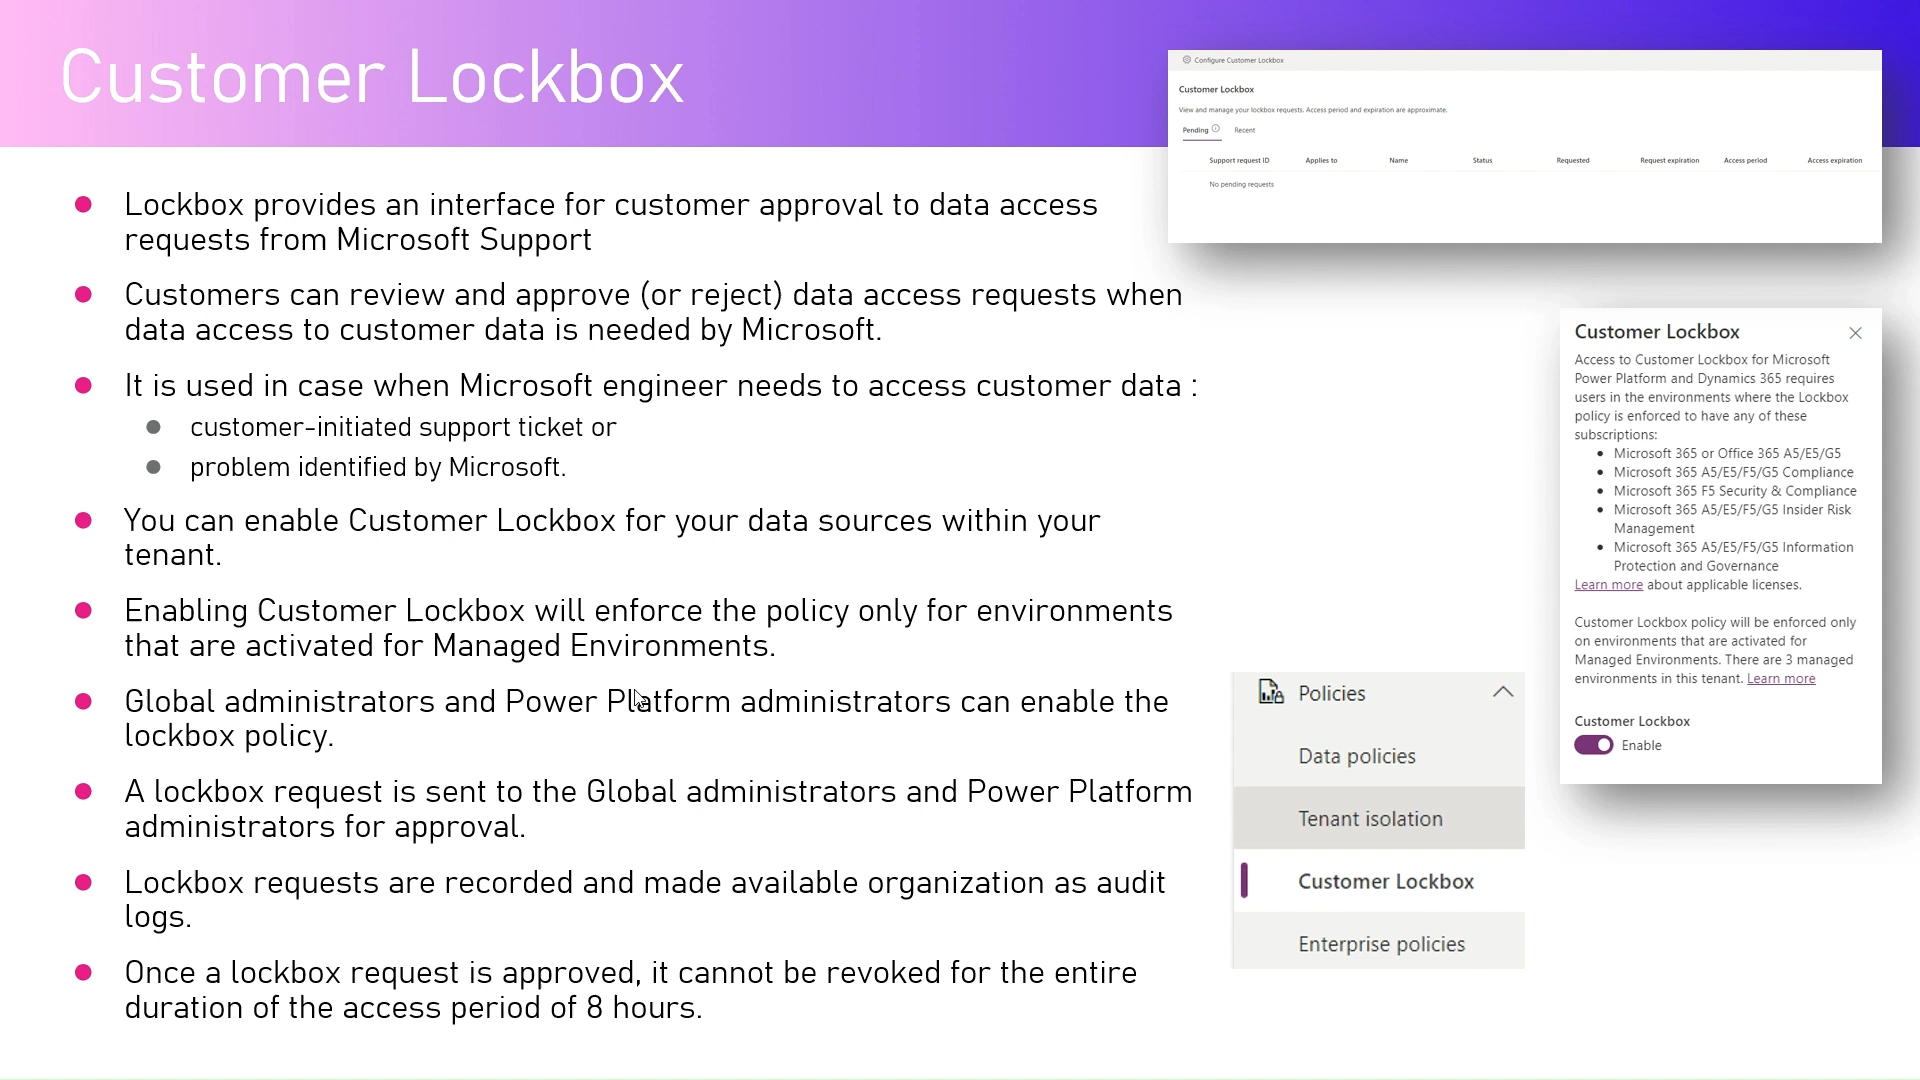 Customer Lockbox
Lockbox provides an interface for customer approval to data access
requests from Microsoft Support
Customers can review and approve (or reject) data access requests when
data access to customer data is needed by Microsoft.
It is used in case when Microsoft engineer needs to access customer data :
customer-initiated support ticket or
problem identified by Microsoft.
You can enable Customer Lockbox for your data sources within your
tenant.
Enabling Customer Lockbox will enforce the policy only for environments
that are activated for Managed Environments.
Global administrators and Power Platform administrators can enable the
lockbox policy.
A lockbox request is sent to the Global administrators and Power Platform
administrators for approval.
Lockbox requests are recorded and made available organization as audit
logs.
Once a lockbox request is approved, it cannot be revoked for the entire
duration of the access period of 8 hours.
Configure Customer Lockbox
Customer Lockbox
View and manage your lockbox requests. Access period and expiration are approximate.
Pending Recent
Support request ID Applies to Name Status Requested Request expiration Access period Access expiration
No pending requests
Customer Lockbox
Access to Customer Lockbox for Microsoft
Power Platform and Dynamics 365 requires
users in the environments where the Lockbox
policy is enforced to have any of these
subscriptions:
Microsoft 365 or Office 365 A5/E5/G5
Microsoft 365 A5/E5/F5/G5 Compliance
Microsoft 365 F5 Security & Compliance
Microsoft 365 A5/E5/F5/G5 Insider Risk
Management
Microsoft 365 A5/E5/F5/G5 Information
Protection and Governance
Learn more about applicable licenses.
Customer Lockbox policy will be enforced only
on environments that are activated for
Managed Environments. There are 3 managed
environments in this tenant. Learn more
Customer Lockbox
Enable
Policies
Data policies
Tenant isolation
Customer Lockbox
Enterprise policies